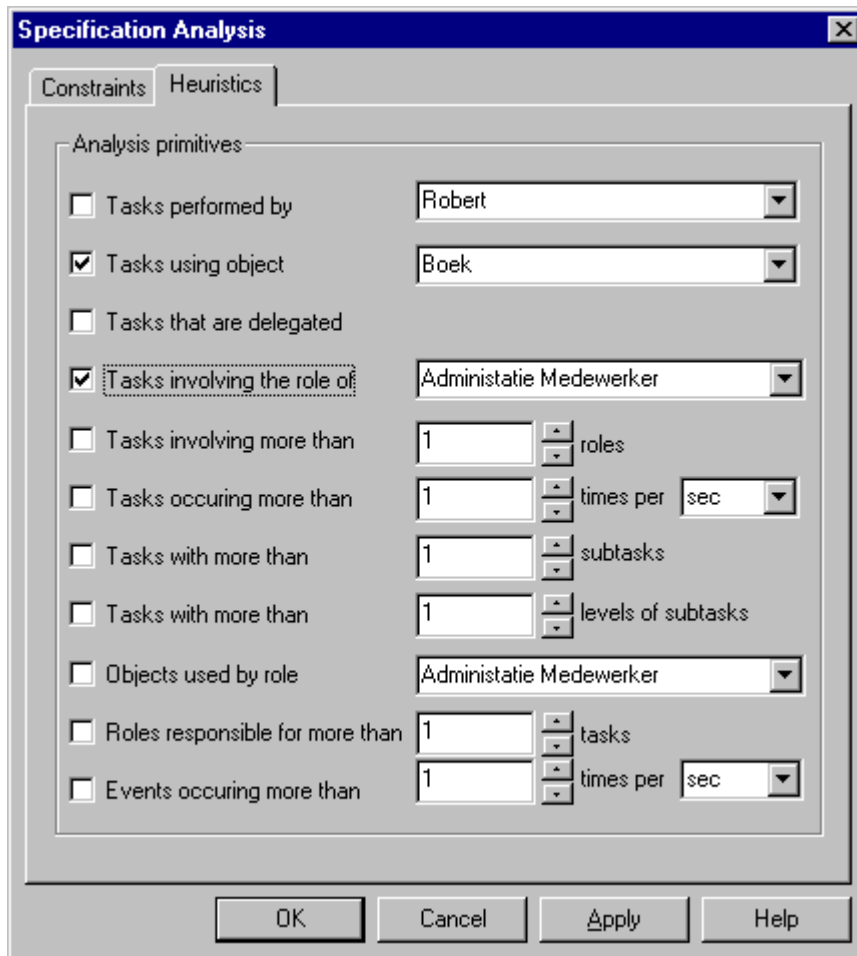 Specification Analysis
Constraints Heuristics
Analysis primitives
Tasks performed by Robert
Tasks using object Boek
Tasks that are delegated
Tasks involving the role of Administatie Medewerker
Tasks involving more than 1 roles
Tasks occuring more than 1 times per sec
Tasks with more than 1 subtasks
Tasks with more than 1 levels of subtasks
Objects used by role Administatie Medewerker
Roles responsible for more than 1 tasks
Events occuring more than 1 times per sec
OK Cancel Apply Help